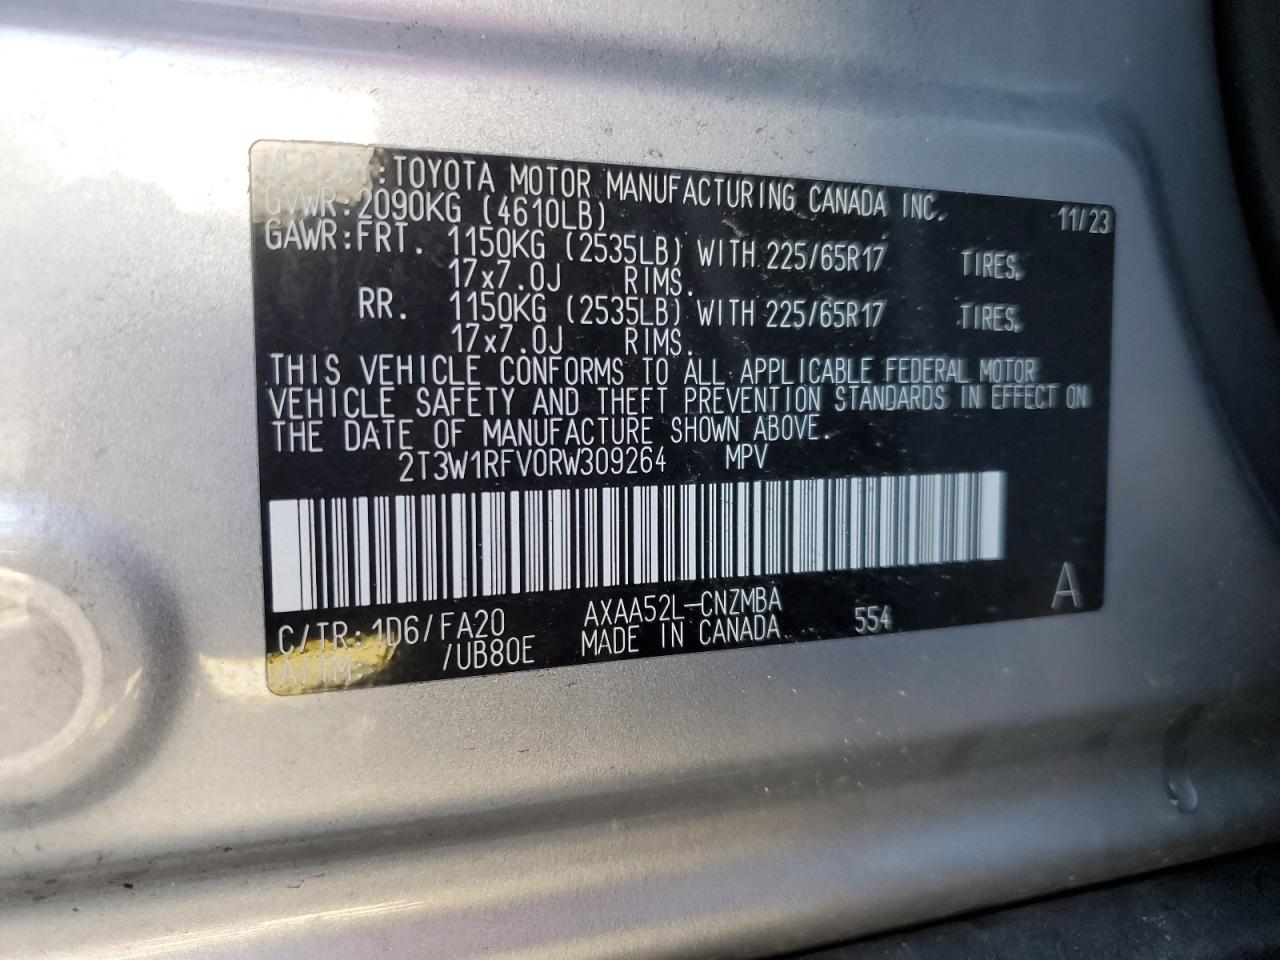 MFD.BY:TOYOTA MOTOR MANUFACTURING CANADA INC. 11/23
GVWR:2090KG (4610LB)
GAWR:FRT. 1150KG (2535LB) WITH 225/65R17 TIRES,
17x7.0J RIMS.
RR. 1150KG (2535LB) WITH 225/65R17 TIRES,
17x7.0J RIMS.
THIS VEHICLE CONFORMS TO ALL APPLICABLE FEDERAL MOTOR
VEHICLE SAFETY AND THEFT PREVENTION STANDARDS IN EFFECT ON
THE DATE OF MANUFACTURE SHOWN ABOVE.
2T3W1RFV0RW309264 MPV
C/TR:1D6/FA20 AXAA52L-CNZMBA 554 A
A/TM: /UB80E MADE IN CANADA